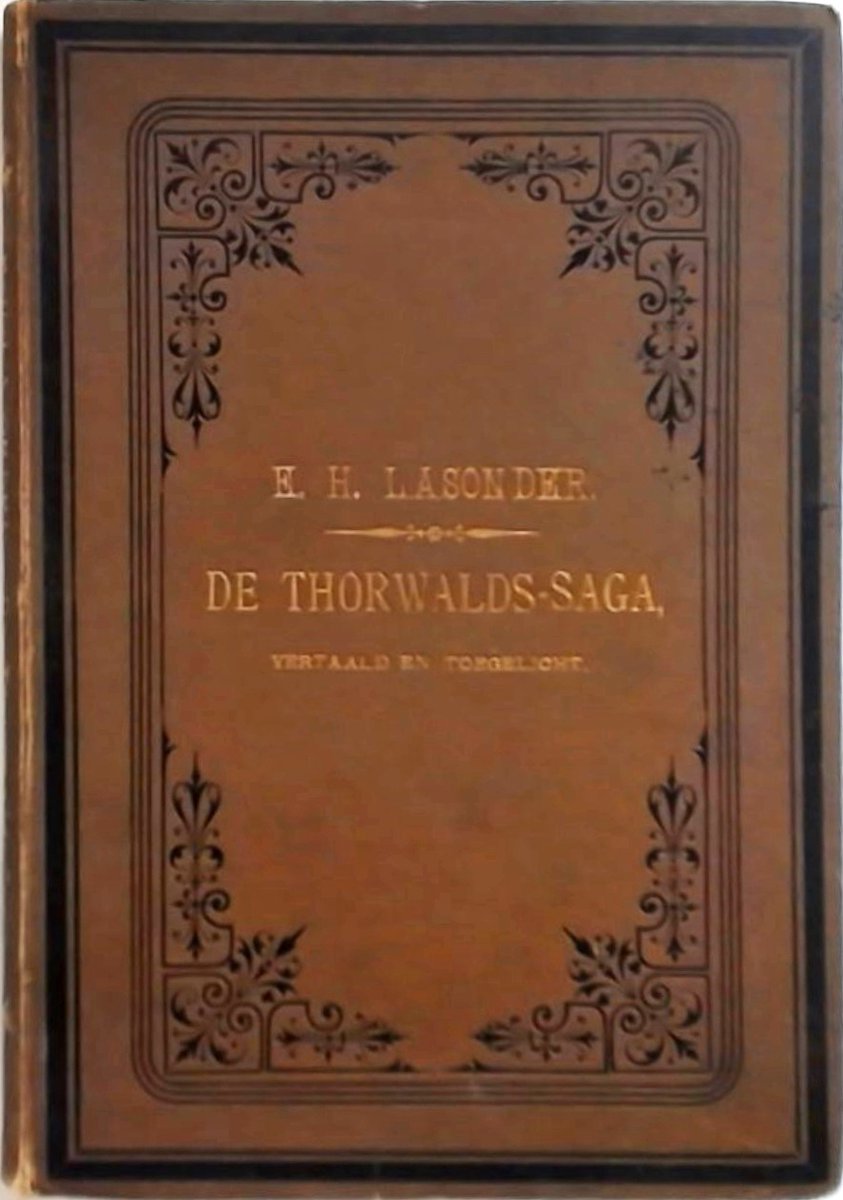 E. H. LASONDER.
DE THORWALDS-SAGA,
VERTAALD EN TOEGELICHT.